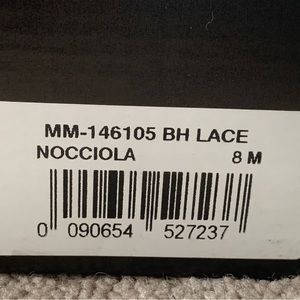 MM-146105 BH LACE
NOCCIOLA 8 M
0 090654 527237